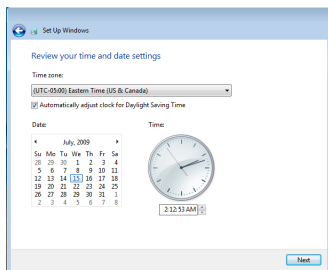 Set Up Windows
Review your time and date settings
Time zone:
(UTC-05:00) Eastern Time (US & Canada)
Automatically adjust clock for Daylight Saving Time
Date: Time:
July, 2009
Su Mo Tu We Th Fr Sa
28 29 30 1 2 3 4
5 6 7 8 9 10 11
12 13 14 15 16 17 18
19 20 21 22 23 24 25
26 27 28 29 30 31 1
2 3 4 5 6 7 8
2:12:53 AM
Next